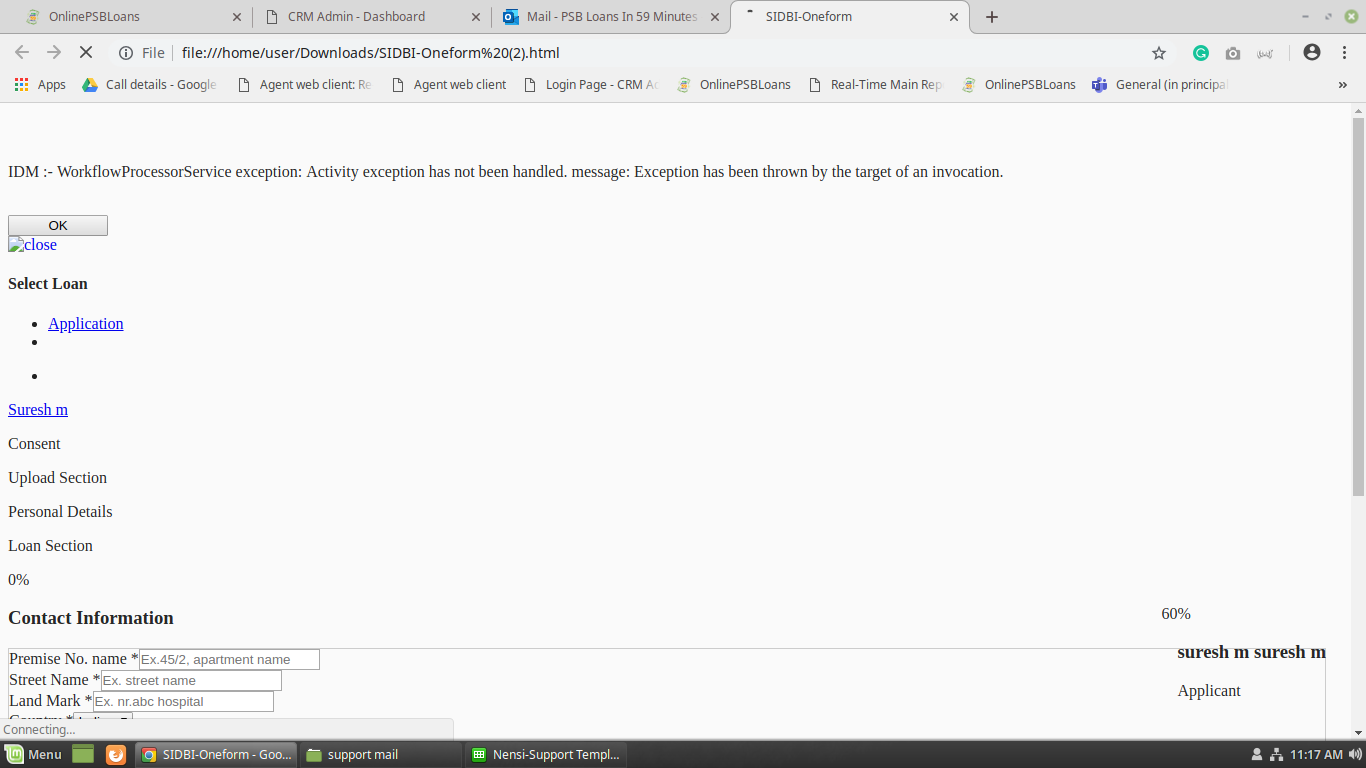 OnlinePSBLoans
CRM Admin - Dashboard
Mail - PSB Loans In 59 Minutes
SIDBI-Oneform
File
file:///home/user/Downloads/SIDBI-Oneform%20(2).html
Apps
Call details - Google
Agent web client: Re
Agent web client
Login Page - CRM Ac
OnlinePSBLoans
Real-Time Main Rep
OnlinePSBLoans
General (in principa
»
IDM :- WorkflowProcessorService exception: Activity exception has not been handled. message: Exception has been thrown by the target of an invocation.
OK
close
Select Loan
Application
Suresh m
Consent
Upload Section
Personal Details
Loan Section
0%
Contact Information
60%
Premise No. name * Ex.45/2, apartment name
suresh m suresh m
Street Name * Ex. street name
Applicant
Land Mark * Ex. nr.abc hospital
Connecting...
Menu
SIDBI-Oneform - Goo...
support mail
Nensi-Support Templ...
11:17 AM